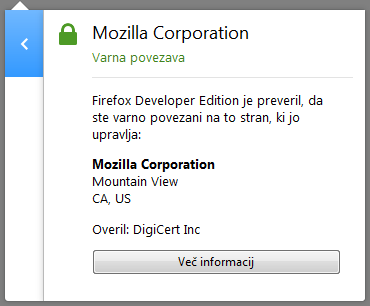 Mozilla Corporation
Varna povezava
Firefox Developer Edition je preveril, da
ste varno povezani na to stran, ki jo
upravlja:
Mozilla Corporation
Mountain View
CA, US
Overil: DigiCert Inc
Več informacij